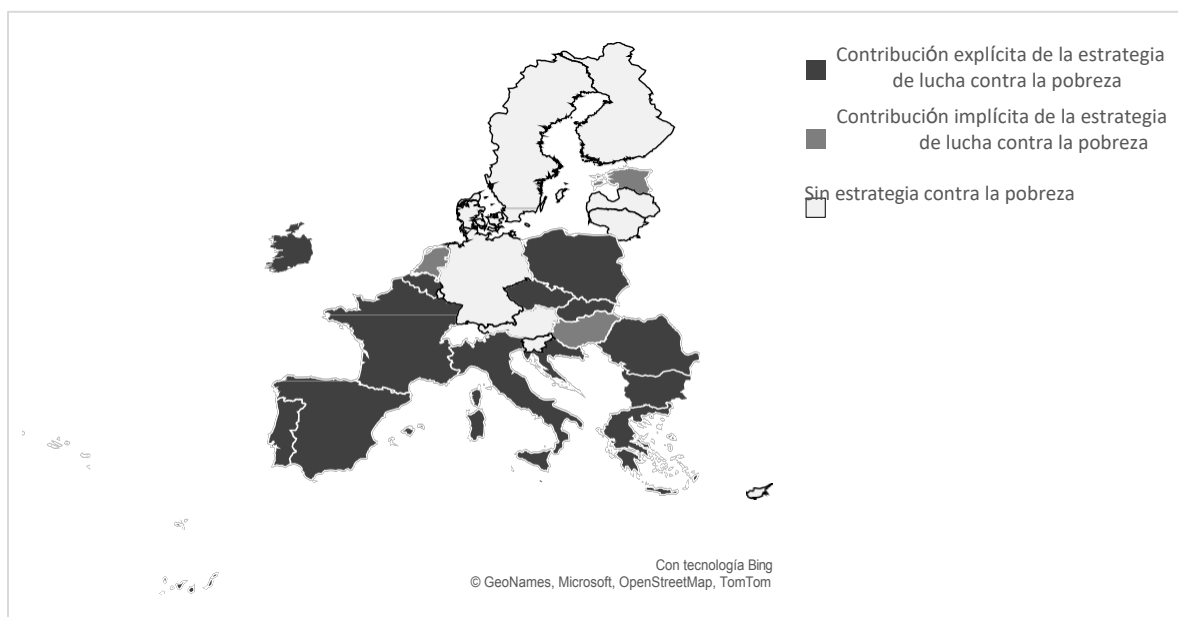 Contribución explícita de la estrategia
de lucha contra la pobreza
Contribución implícita de la estrategia
de lucha contra la pobreza
Sin estrategia contra la pobreza
Con tecnología Bing
© GeoNames, Microsoft, OpenStreetMap, TomTom